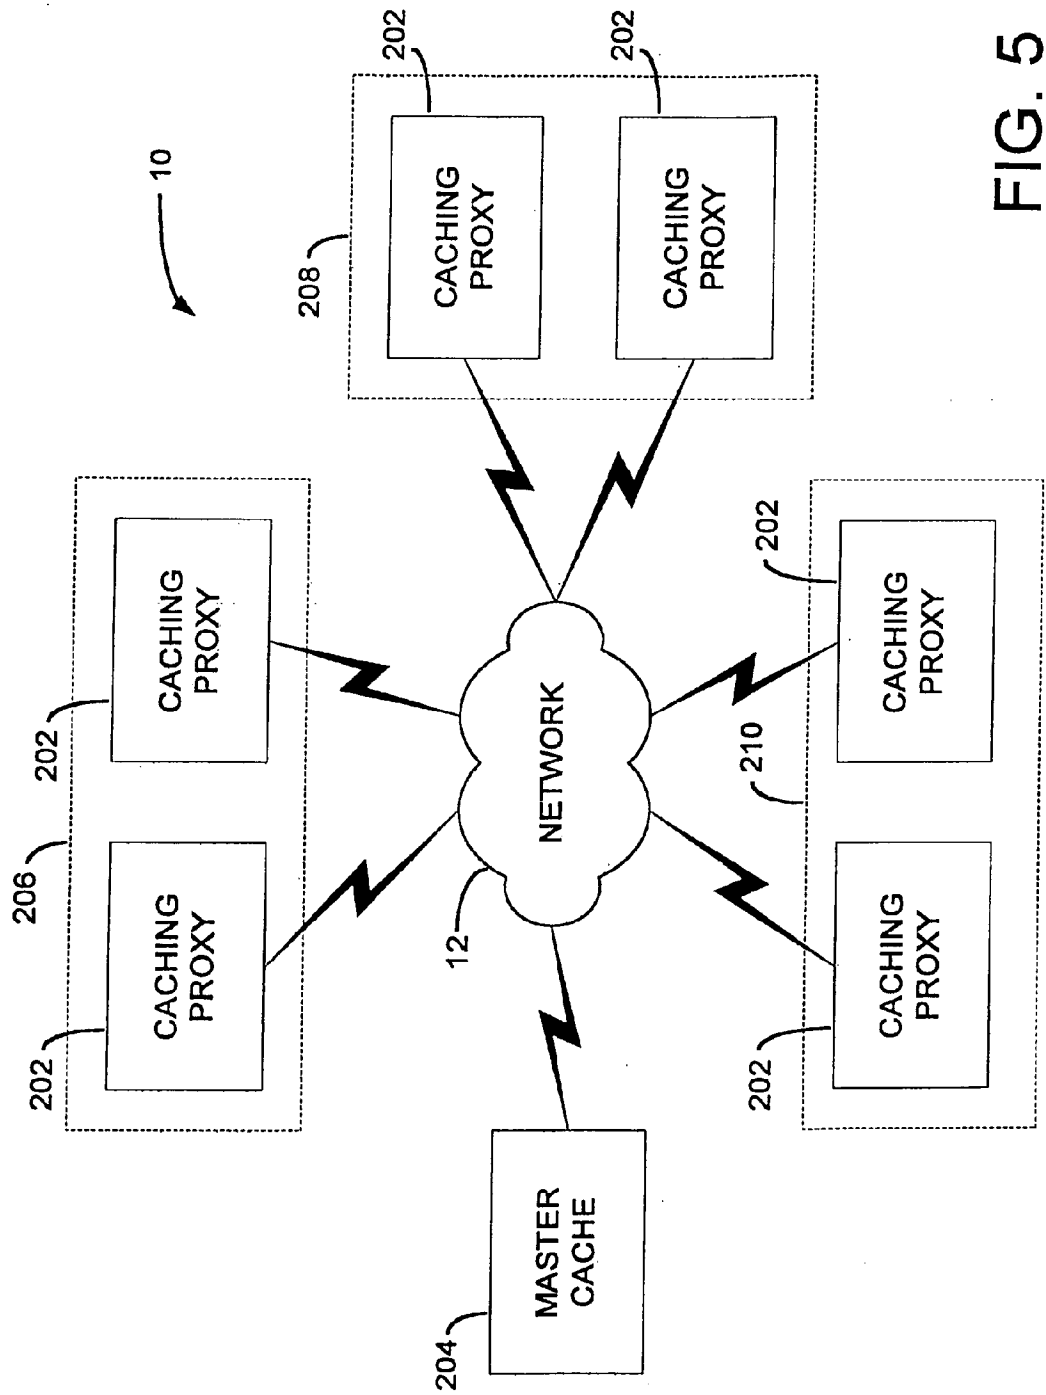 206
202
202
10
CACHING
PROXY
CACHING
PROXY
208
202
CACHING
PROXY
204
12
MASTER
CACHE
NETWORK
202
CACHING
PROXY
202
210
202
CACHING
PROXY
CACHING
PROXY
FIG. 5